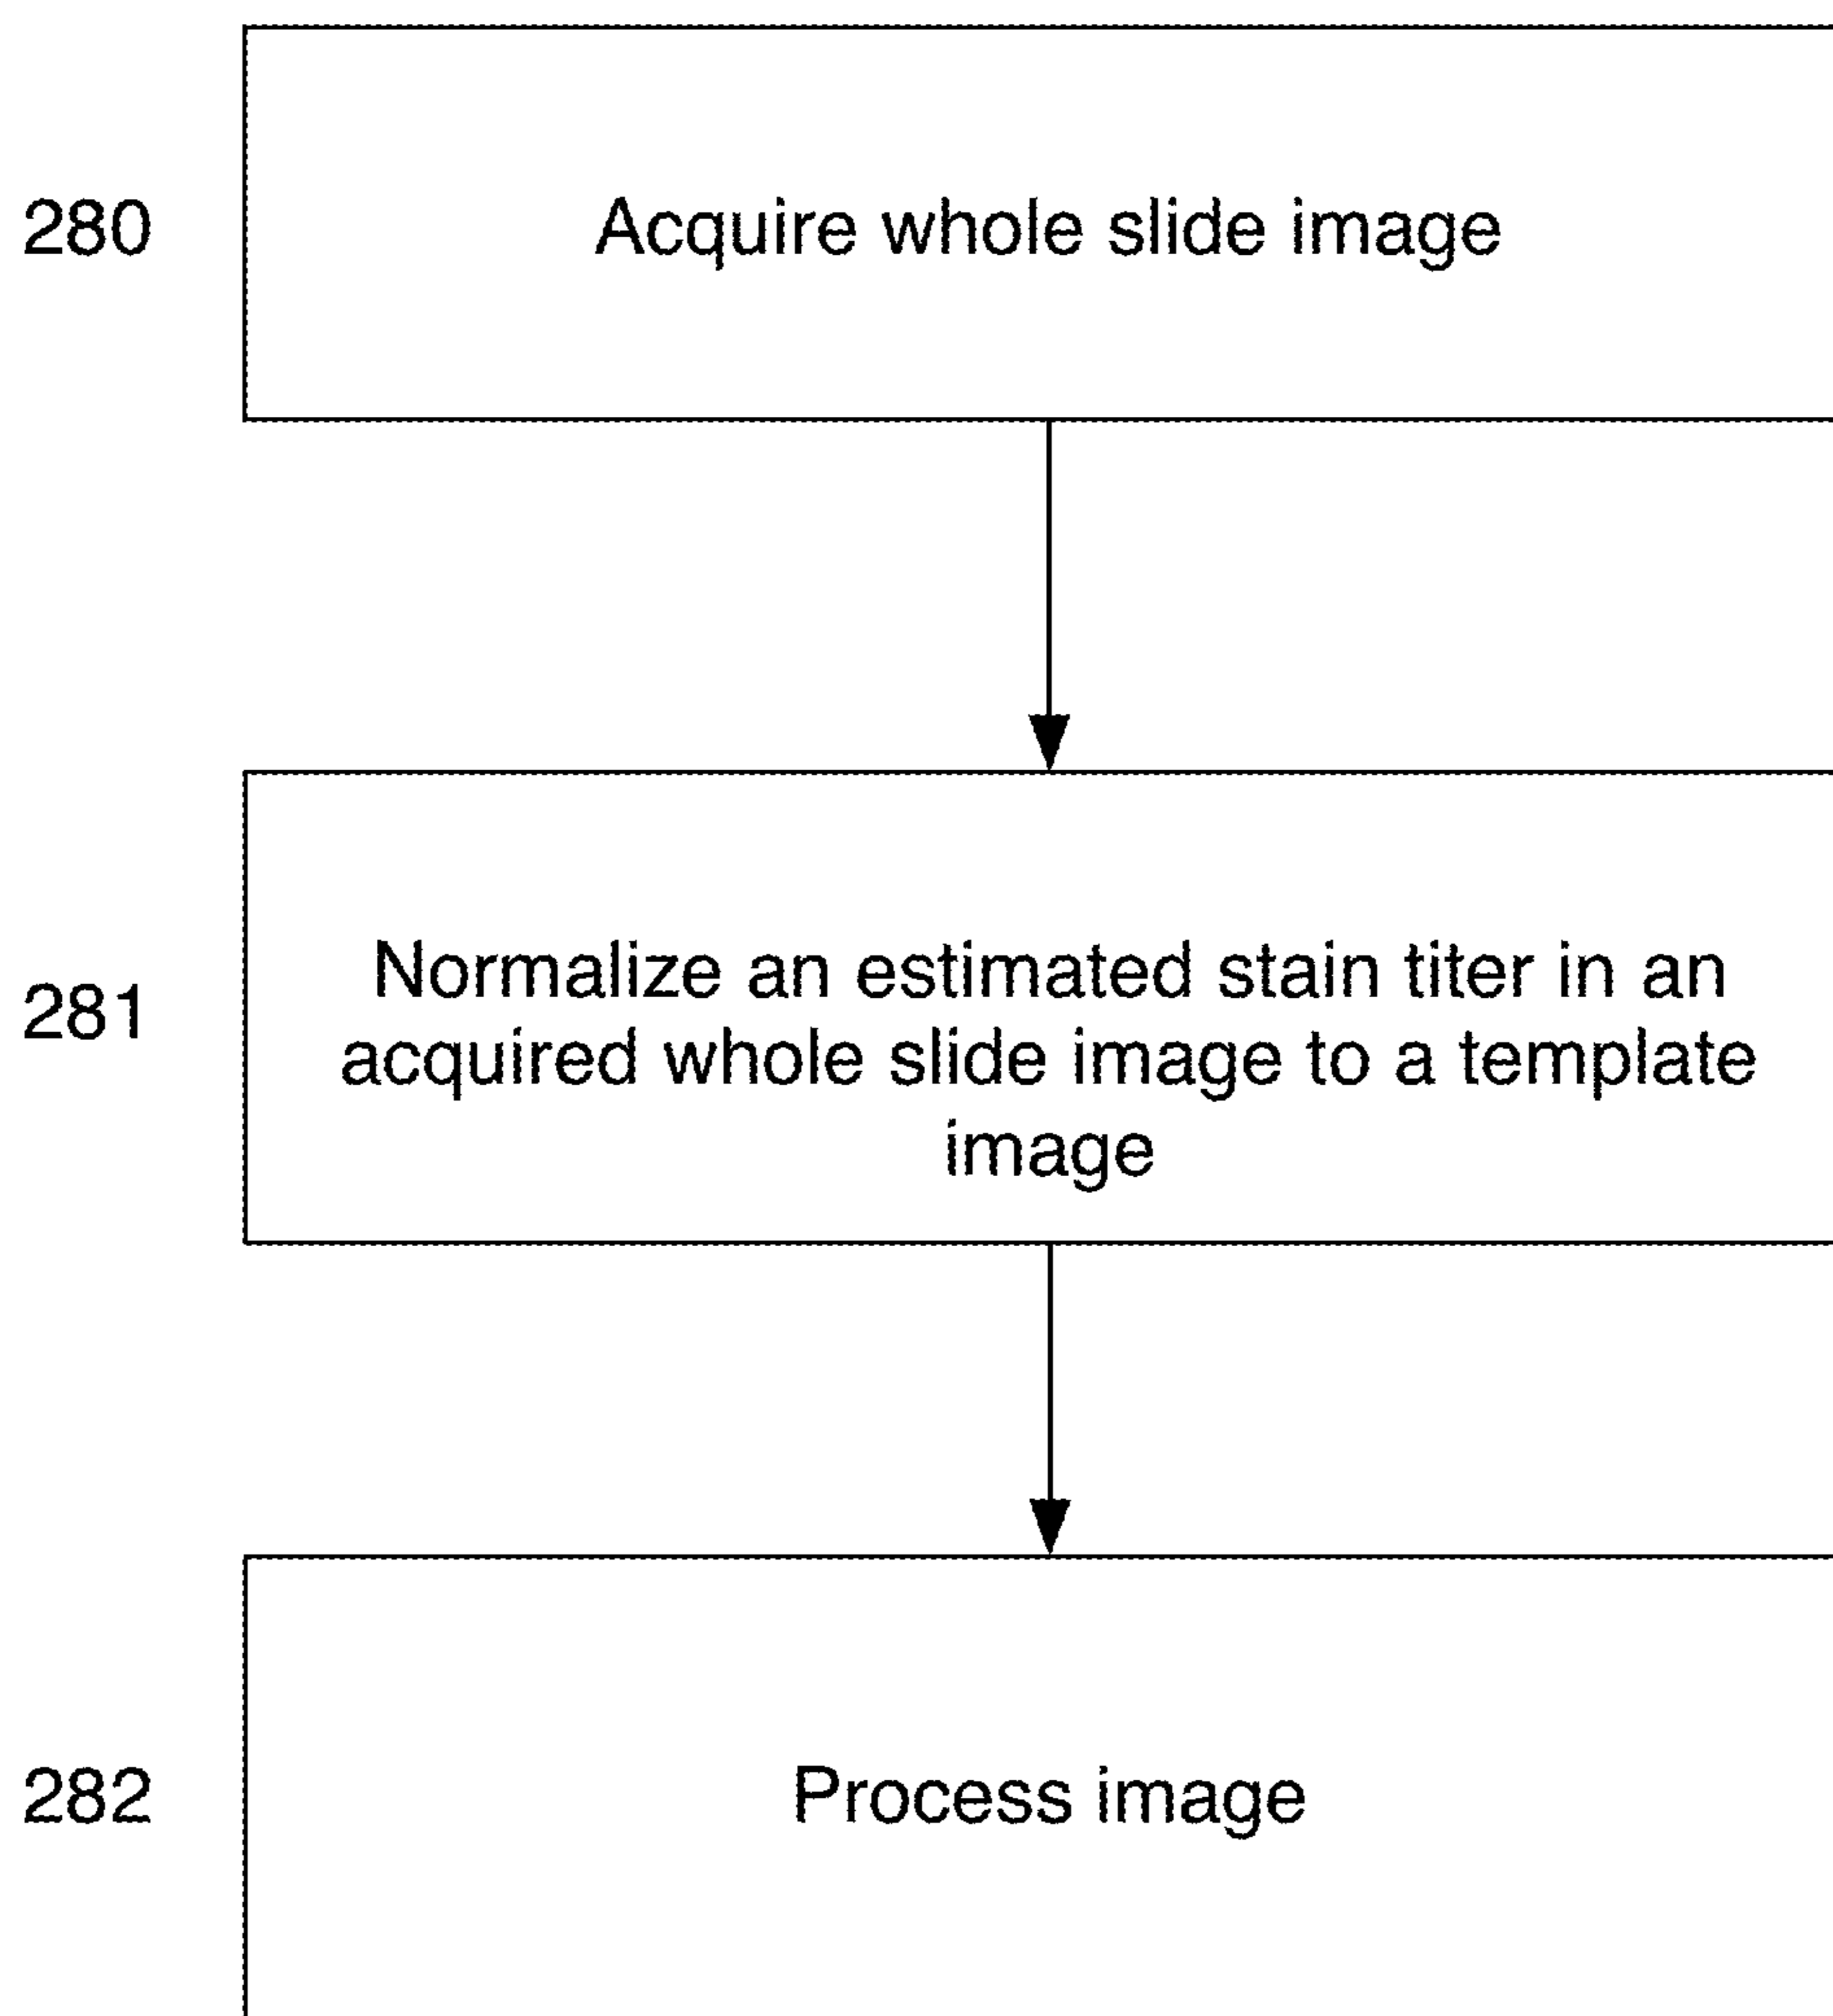 280
Acquire whole slide image
281
Normalize an estimated stain titer in an
acquired whole slide image to a template
image
282
Process image